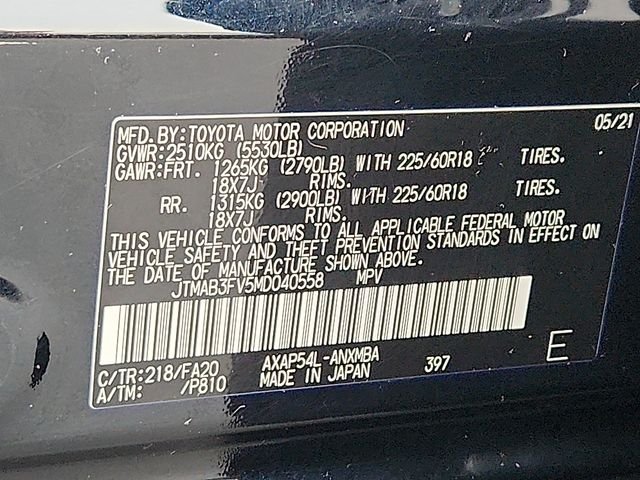 MFD. BY: TOYOTA MOTOR CORPORATION 05/21
GVWR: 2510KG (5530LB)
GAWR: FRT. 1265KG (2790LB) WITH 225/60R18 TIRES.
18X7J RIMS.
RR. 1315KG (2900LB) WITH 225/60R18 TIRES.
18X7J RIMS.
THIS VEHICLE CONFORMS TO ALL APPLICABLE FEDERAL MOTOR
VEHICLE SAFETY AND THEFT PREVENTION STANDARDS IN EFFECT ON
THE DATE OF MANUFACTURE SHOWN ABOVE.
JTMAB3FV5MD040558 MPV
C/TR: 218/FA20 AXAP54L-ANXMBA 397 E
A/TM: /P810 MADE IN JAPAN